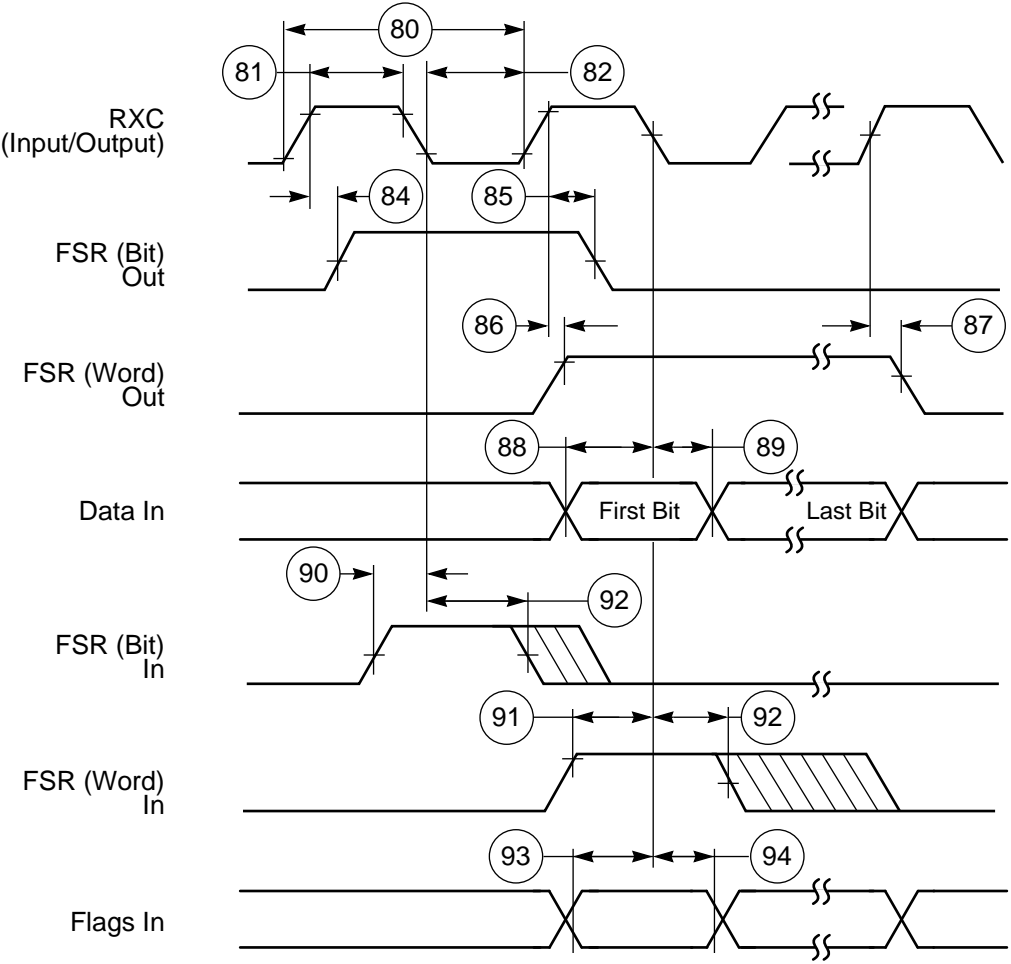 80
81
82
RXC
(Input/Output)
84
85
FSR (Bit)
Out
86
87
FSR (Word)
Out
88
89
Data In
First Bit
Last Bit
90
92
FSR (Bit)
In
91
92
FSR (Word)
In
93
94
Flags In